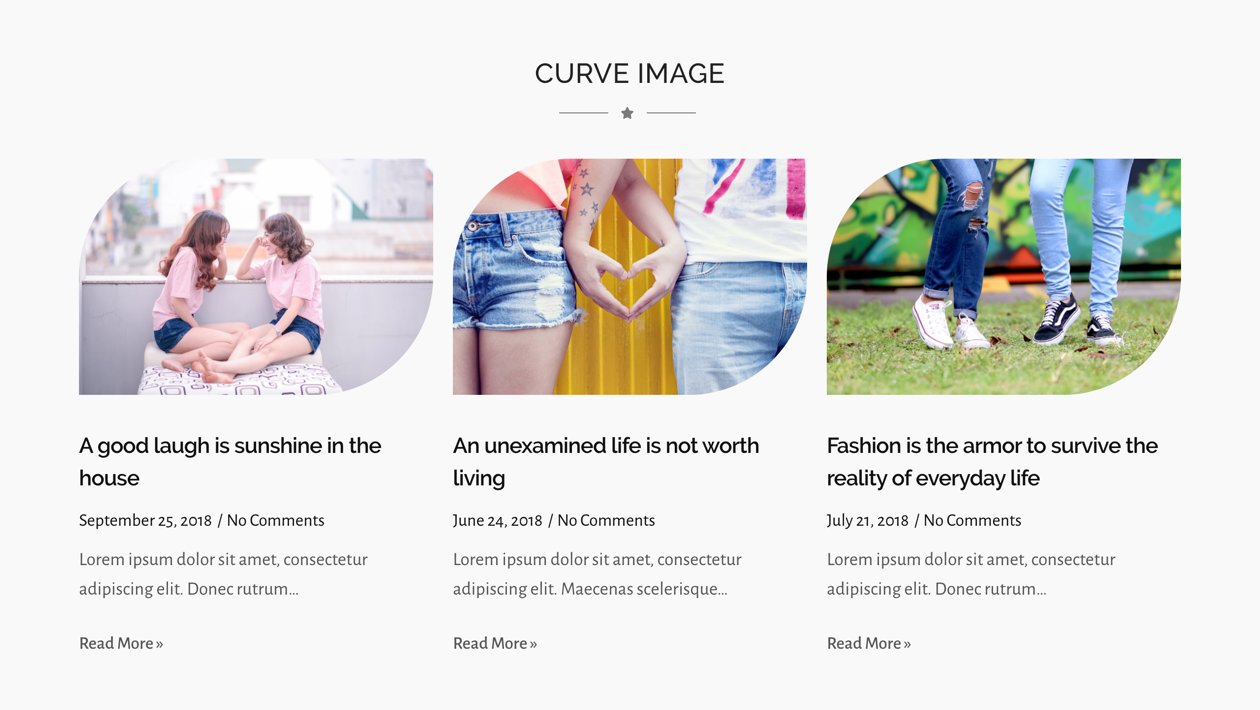 CURVE IMAGE
A good laugh is sunshine in the
house
September 25, 2018 / No Comments
Lorem ipsum dolor sit amet, consectetur
adipiscing elit. Donec rutrum...
Read More »
An unexamined life is not worth
living
June 24, 2018 / No Comments
Lorem ipsum dolor sit amet, consectetur
adipiscing elit. Maecenas scelerisque...
Read More »
Fashion is the armor to survive the
reality of everyday life
July 21, 2018 / No Comments
Lorem ipsum dolor sit amet, consectetur
adipiscing elit. Donec rutrum...
Read More »